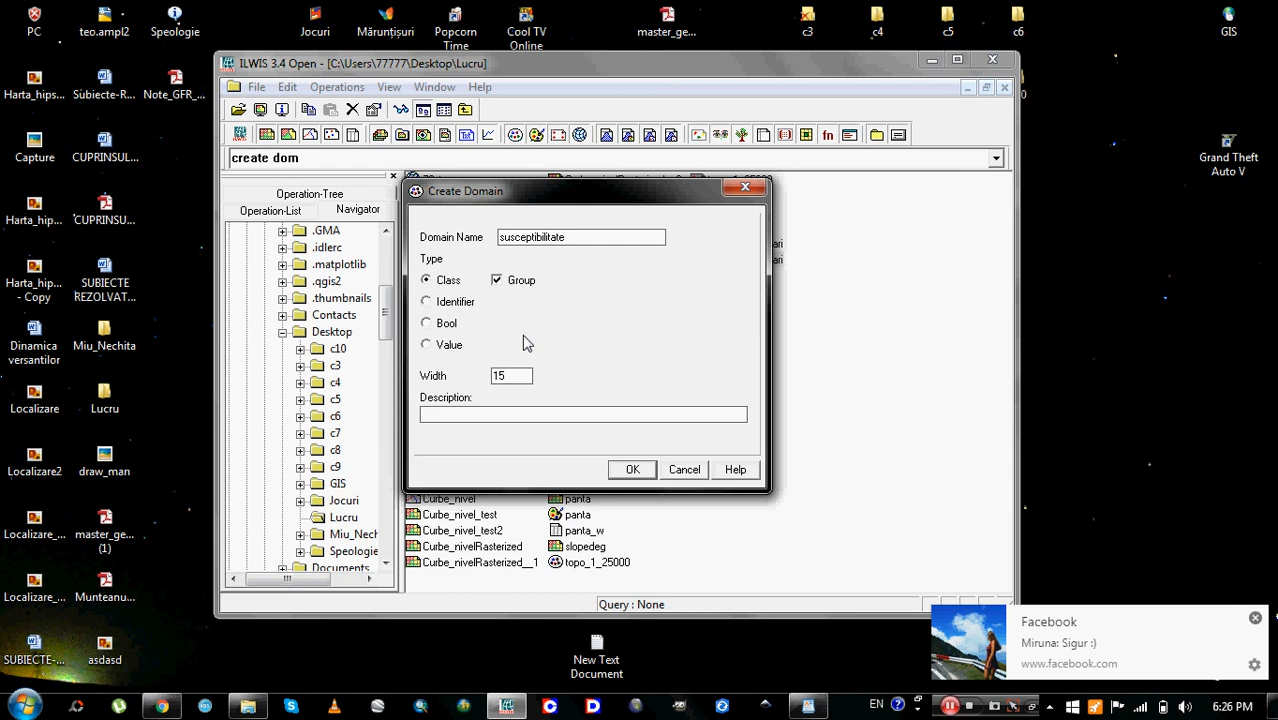 PC
teo.ampl2
Speologie
Jocuri
Mărunțișuri
Popcorn
Time
Cool TV
Online
master_ge...
c3
c4
c5
c6
GIS
Harta_hips...
Subiecte-R...
Note_GFR_...
Capture
CUPRINSUL...
Harta_hip...
CUPRINSU...
Harta_hip...
- Copy
SUBIECTE
REZOLVAT...
Dinamica
versantilor
Miu_Nechita
Localizare
Lucru
Localizare2
draw_man
Localizare_...
master_ge...
(1)
Localizare_...
Munteanu...
SUBIECTE-...
asdasd
Grand Theft
Auto V
ILWIS 3.4 Open - [C:\Users\77777\Desktop\Lucru]
File Edit Operations View Window Help
create dom
Operation-Tree
Operation-List
Navigator
.GMA
.idlerc
.matplotlib
.qgis2
.thumbnails
Contacts
Desktop
c10
c3
c4
c5
c6
c7
c8
c9
GIS
Jocuri
Lucru
Miu_Nech
Speologie
Documents
Create Domain
Domain Name susceptibilitate
Type
Class Group
Identifier
Bool
Value
Width 15
Description:
OK Cancel Help
Curbe_nivel panta
Curbe_nivel_test panta
Curbe_nivel_test2 panta_w
Curbe_nivelRasterized slopedeg
Curbe_nivelRasterized__1 topo_1_25000
Query : None
New Text
Document
Facebook
Miruna: Sigur :)
www.facebook.com
EN
6:26 PM